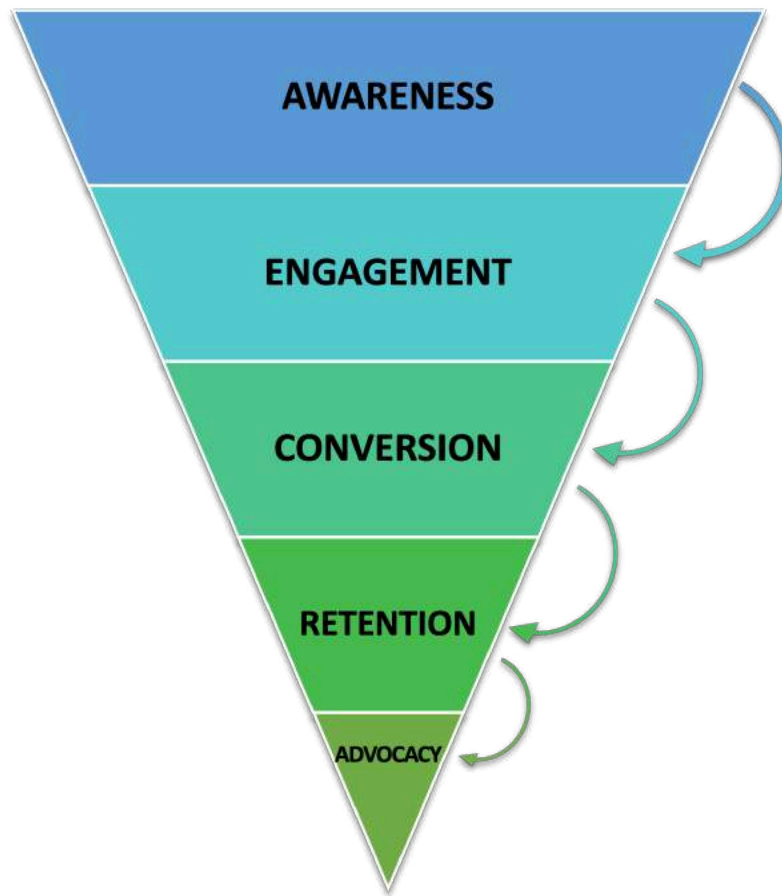 AWARENESS
ENGAGEMENT
CONVERSION
RETENTION
ADVOCACY